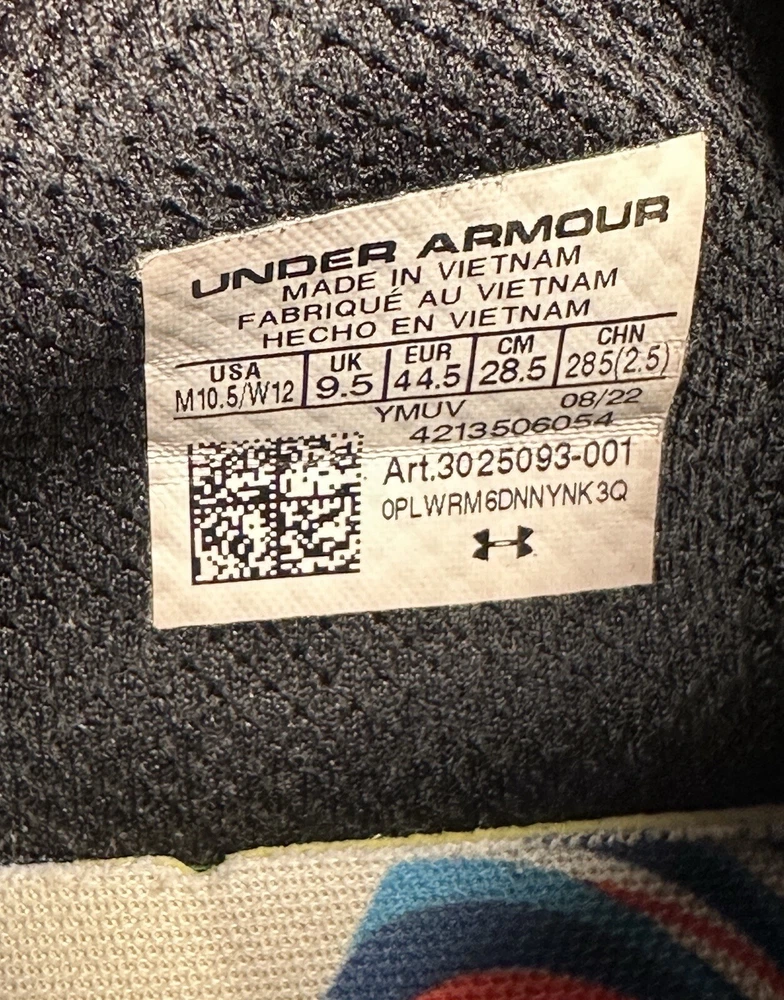 UNDER ARMOUR
MADE IN VIETNAM
FABRIQUÉ AU VIETNAM
HECHO EN VIETNAM
USA UK EUR CM CHN
M10.5/W12 9.5 44.5 28.5 285(2.5)
YMUV 08/22
4213506054
Art.3025093-001
0PLWRM6DNNYNK3Q